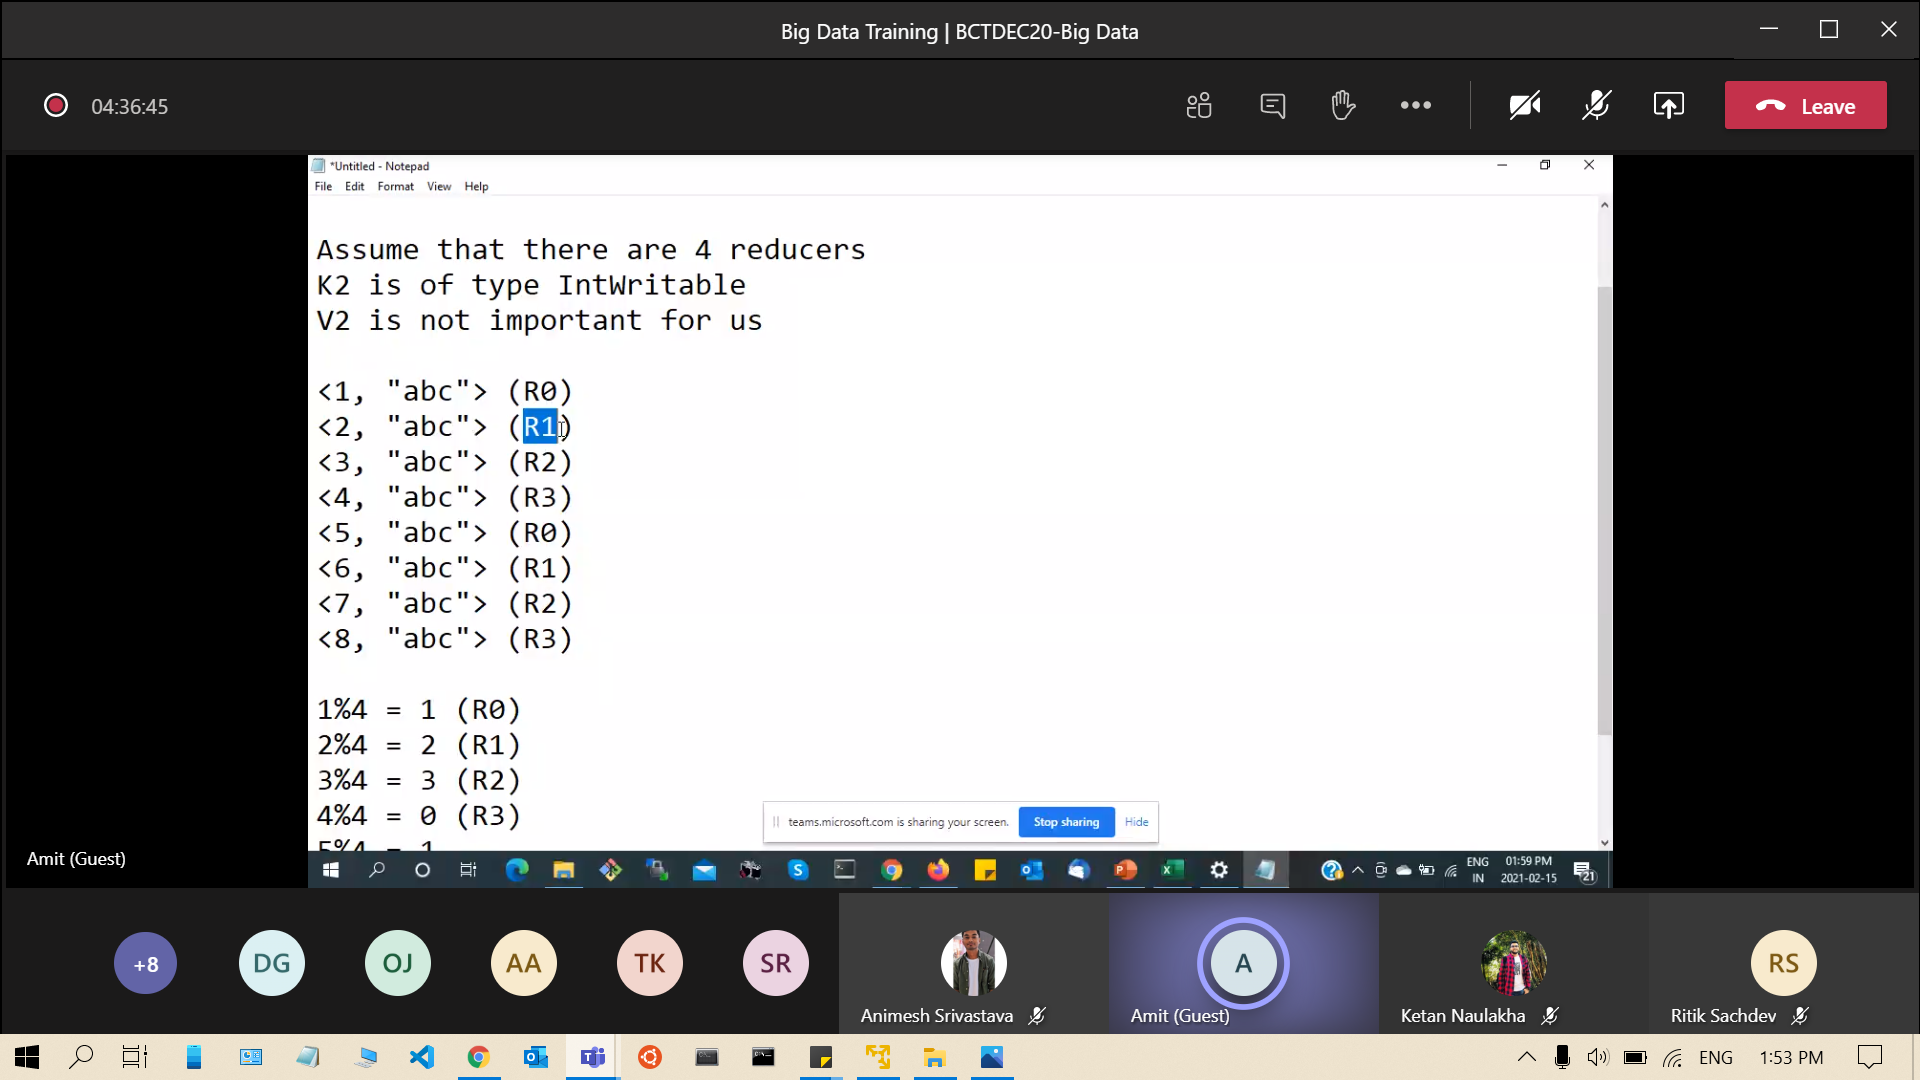 Big Data Training | BCTDEC20-Big Data
04:36:45
Leave
*Untitled - Notepad
File Edit Format View Help
Assume that there are 4 reducers
K2 is of type IntWritable
V2 is not important for us
<1, "abc"> (R0)
<2, "abc"> (R1)
<3, "abc"> (R2)
<4, "abc"> (R3)
<5, "abc"> (R0)
<6, "abc"> (R1)
<7, "abc"> (R2)
<8, "abc"> (R3)
1%4 = 1 (R0)
2%4 = 2 (R1)
3%4 = 3 (R2)
4%4 = 0 (R3)
5%4 = 1
teams.microsoft.com is sharing your screen. Stop sharing Hide
Amit (Guest)
ENG
IN
01:59 PM
2021-02-15
21
+8
DG
OJ
AA
TK
SR
A
RS
Animesh Srivastava
Amit (Guest)
Ketan Naulakha
Ritik Sachdev
ENG
1:53 PM